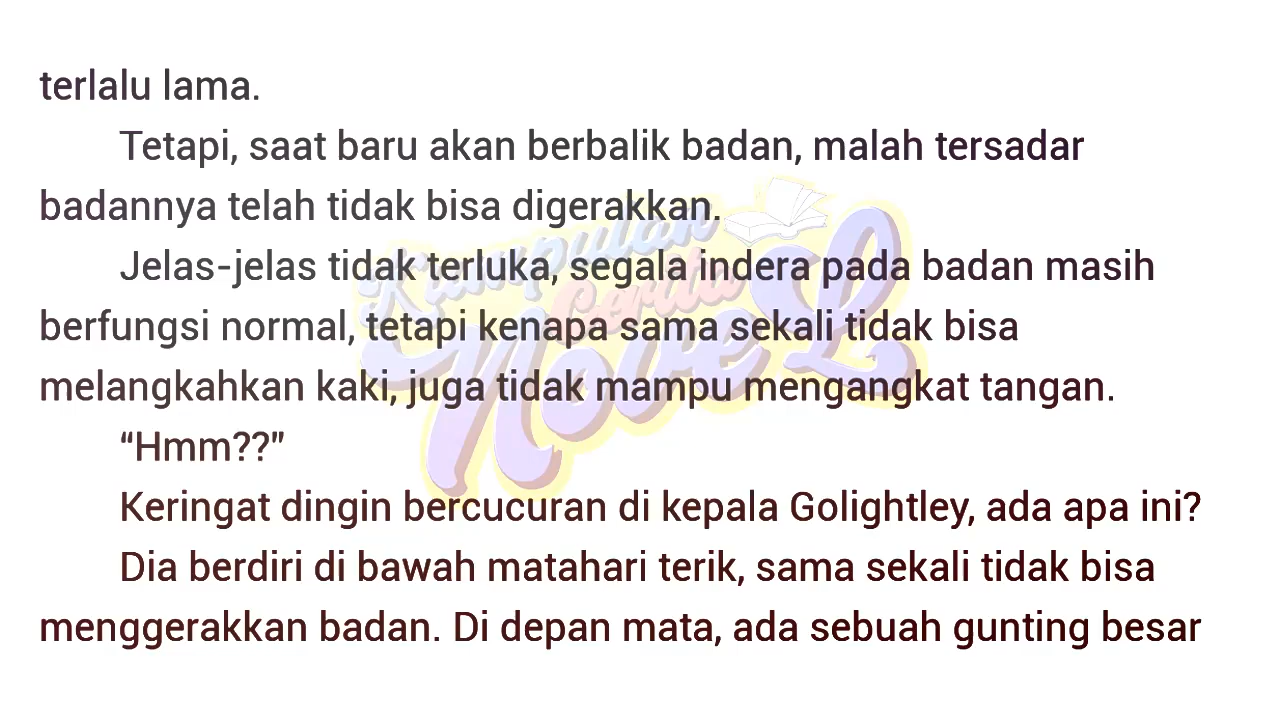 terlalu lama.
Tetapi, saat baru akan berbalik badan, malah tersadar
badannya telah tidak bisa digerakkan.
Jelas-jelas tidak terluka, segala indera pada badan masih
berfungsi normal, tetapi kenapa sama sekali tidak bisa
melangkahkan kaki, juga tidak mampu mengangkat tangan.
“Hmm??”
Keringat dingin bercucuran di kepala Golightley, ada apa ini?
Dia berdiri di bawah matahari terik, sama sekali tidak bisa
menggerakkan badan. Di depan mata, ada sebuah gunting besar
Kumpulan
Cerita
NoveL